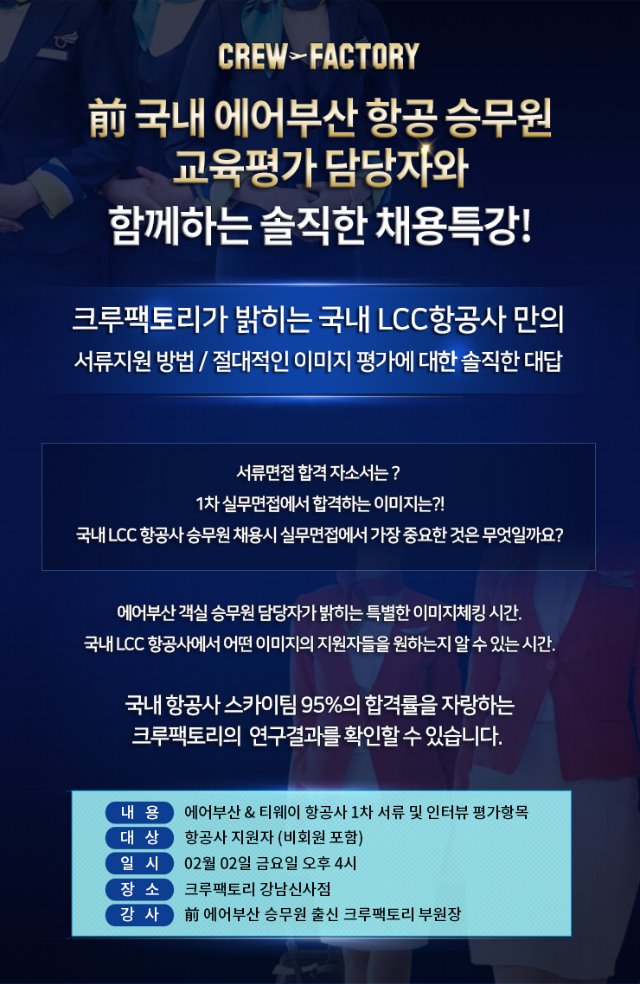 CREW FACTORY
前 국내 에어부산 항공 승무원
교육평가 담당자와
함께하는 솔직한 채용특강!
크루팩토리가 밝히는 국내 LCC항공사 만의
서류지원 방법 / 절대적인 이미지 평가에 대한 솔직한 대답
서류면접 합격 자소서는 ?
1차 실무면접에서 합격하는 이미지는?!
국내 LCC 항공사 승무원 채용시 실무면접에서 가장 중요한 것은 무엇일까요?
에어부산 객실 승무원 담당자가 밝히는 특별한 이미지체킹 시간.
국내 LCC 항공사에서 어떤 이미지의 지원자들을 원하는지 알 수 있는 시간.
국내 항공사 스카이팀 95%의 합격률을 자랑하는
크루팩토리의 연구결과를 확인할 수 있습니다.
내 용 에어부산 & 티웨이 항공사 1차 서류 및 인터뷰 평가항목
대 상 항공사 지원자 (비회원 포함)
일 시 02월 02일 금요일 오후 4시
장 소 크루팩토리 강남신사점
강 사 前 에어부산 승무원 출신 크루팩토리 부원장